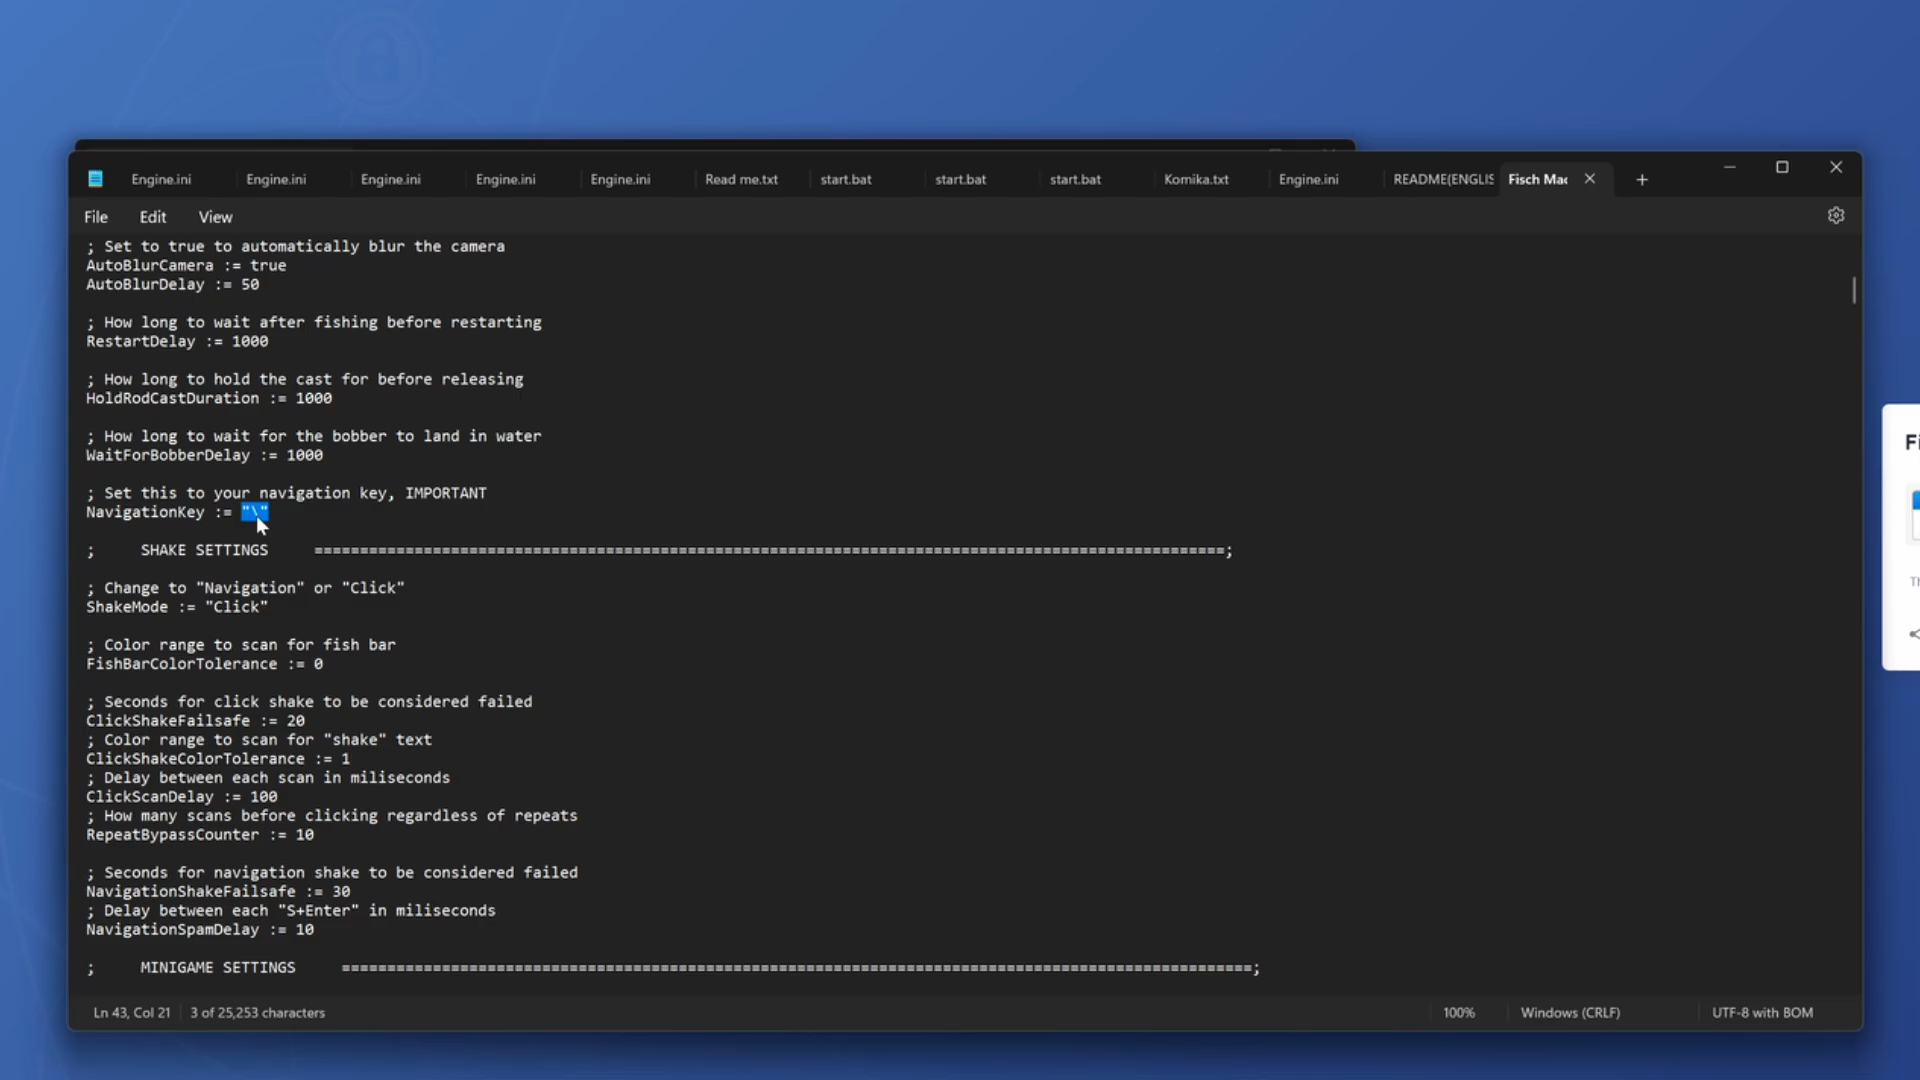 Engine.ini Engine.ini Engine.ini Engine.ini Engine.ini Read me.txt start.bat start.bat start.bat Komika.txt Engine.ini README(ENGLIS Fisch Mac
File Edit View
; Set to true to automatically blur the camera
AutoBlurCamera := true
AutoBlurDelay := 50
; How long to wait after fishing before restarting
RestartDelay := 1000
; How long to hold the cast for before releasing
HoldRodCastDuration := 1000
; How long to wait for the bobber to land in water
WaitForBobberDelay := 1000
; Set this to your navigation key, IMPORTANT
NavigationKey := "\"
; SHAKE SETTINGS ====================================================================================================;
; Change to "Navigation" or "Click"
ShakeMode := "Click"
; Color range to scan for fish bar
FishBarColorTolerance := 0
; Seconds for click shake to be considered failed
ClickShakeFailsafe := 20
; Color range to scan for "shake" text
ClickShakeColorTolerance := 1
; Delay between each scan in miliseconds
ClickScanDelay := 100
; How many scans before clicking regardless of repeats
RepeatBypassCounter := 10
; Seconds for navigation shake to be considered failed
NavigationShakeFailsafe := 30
; Delay between each "S+Enter" in miliseconds
NavigationSpamDelay := 10
; MINIGAME SETTINGS ====================================================================================================;
Ln 43, Col 21 3 of 25,253 characters 100% Windows (CRLF) UTF-8 with BOM
Fi
Th